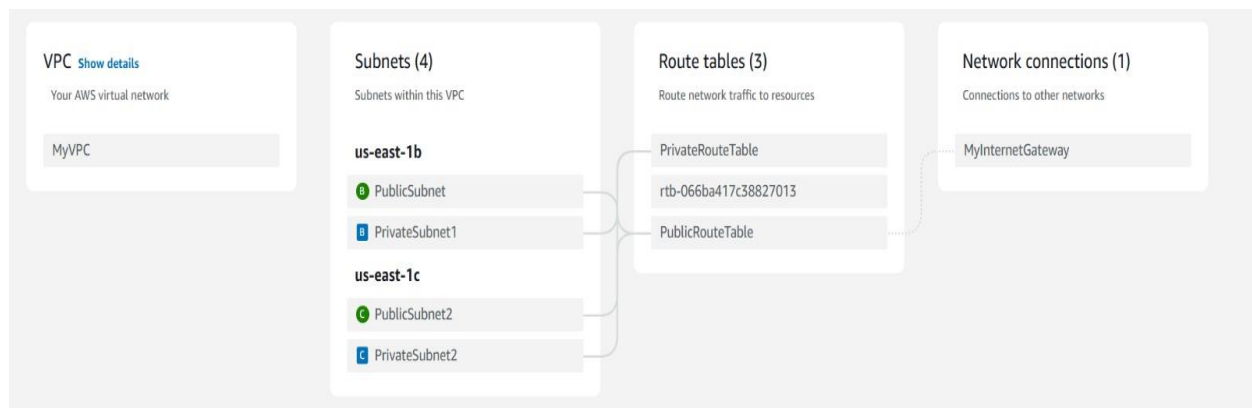 VPC Show details
Your AWS virtual network
MyVPC
Subnets (4)
Subnets within this VPC
us-east-1b
B PublicSubnet
B PrivateSubnet1
us-east-1c
C PublicSubnet2
C PrivateSubnet2
Route tables (3)
Route network traffic to resources
PrivateRouteTable
rtb-066ba417c38827013
PublicRouteTable
Network connections (1)
Connections to other networks
MyInternetGateway